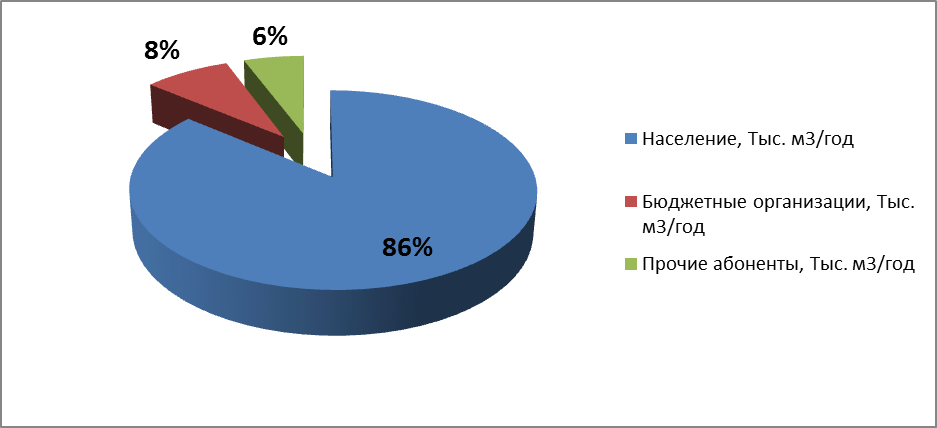 8%
6%
86%
Население, Тыс. м3/год
Бюджетные организации, Тыс.
м3/год
Прочие абоненты, Тыс. м3/год